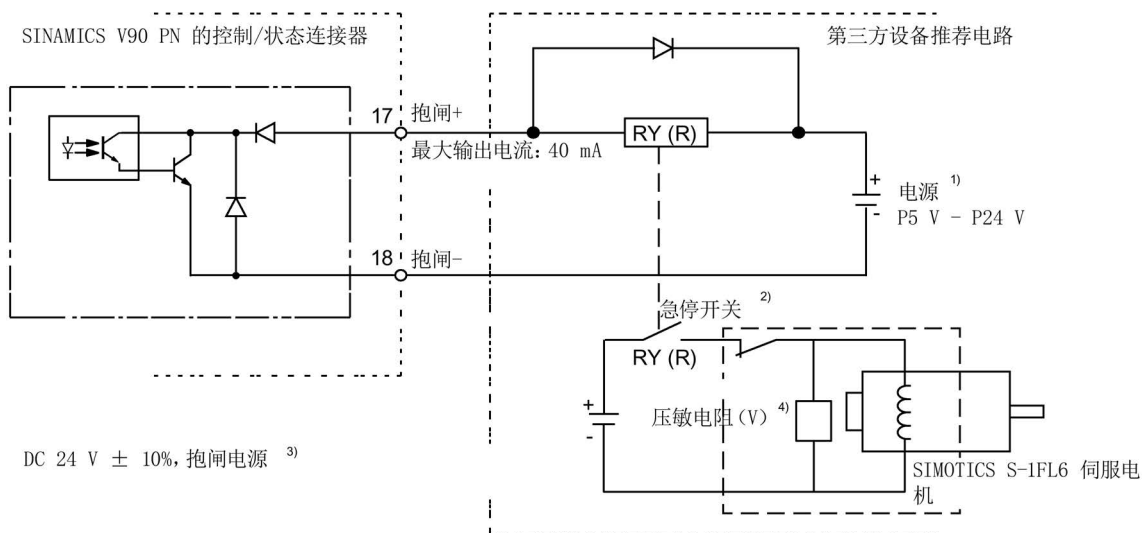 SINAMICS V90 PN 的控制/状态连接器
第三方设备推荐电路
17
抱闸+
RY (R)
最大输出电流: 40 mA
+
电源 1)
-
P5 V - P24 V
18
抱闸-
急停开关 2)
RY (R)
+
压敏电阻(V) 4)
-
DC 24 V ± 10%, 抱闸电源 3)
SIMOTICS S-1FL6 伺服电
机